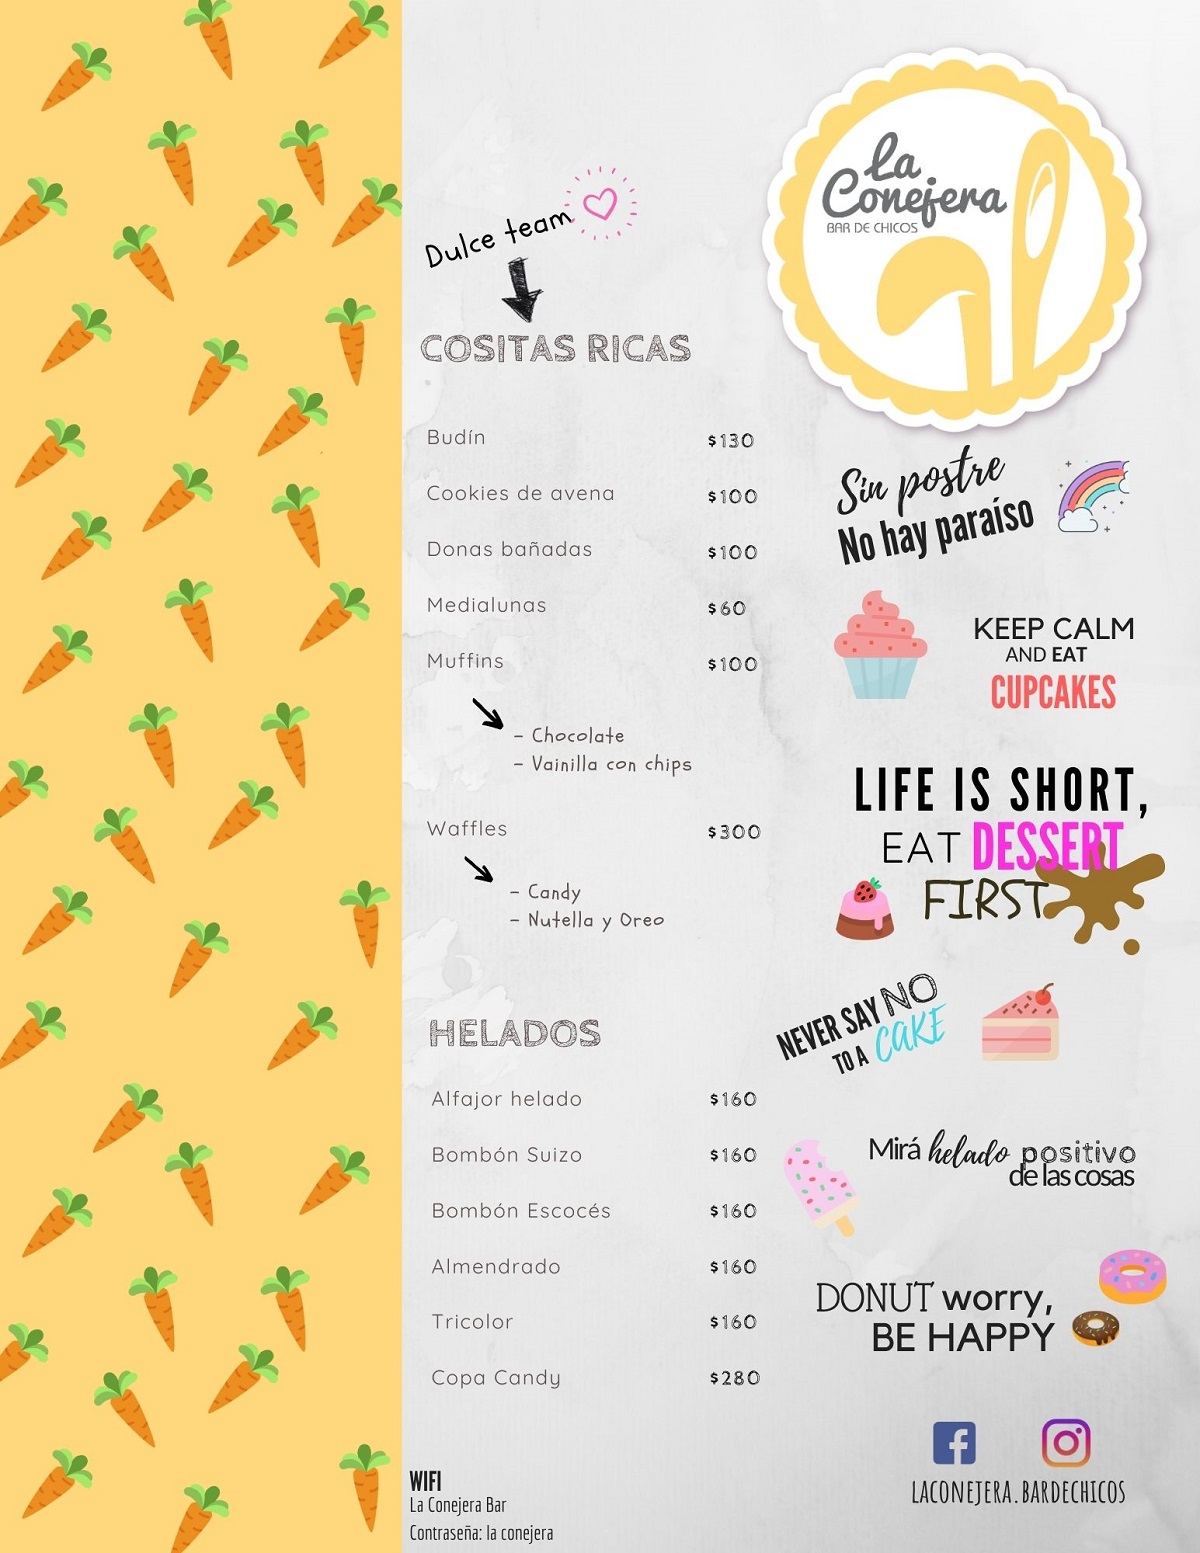 La
Conejera
BAR DE CHICOS
Dulce team
COSITAS RICAS
Budín $130
Cookies de avena $100
Donas bañadas $100
Medialunas $60
Muffins $100
- Chocolate
- Vainilla con chips
Waffles $300
- Candy
- Nutella y Oreo
HELADOS
Alfajor helado $160
Bombón Suizo $160
Bombón Escocés $160
Almendrado $160
Tricolor $160
Copa Candy $280
WIFI
La Conejera Bar
Contraseña: la conejera
Sin postre
No hay paraíso
KEEP CALM
AND EAT
CUPCAKES
LIFE IS SHORT,
EAT DESSERT
FIRST
NEVER SAY NO
TO A CAKE
Mirá helado positivo
de las cosas
DONUT worry,
BE HAPPY
LACONEJERA.BARDECHICOS